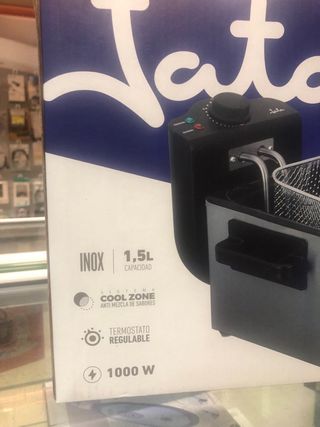 Jata
INOX
1,5L
CAPACIDAD
SISTEMA
COOL ZONE
ANTI MEZCLA DE SABORES
TERMOSTATO
REGULABLE
1000 W